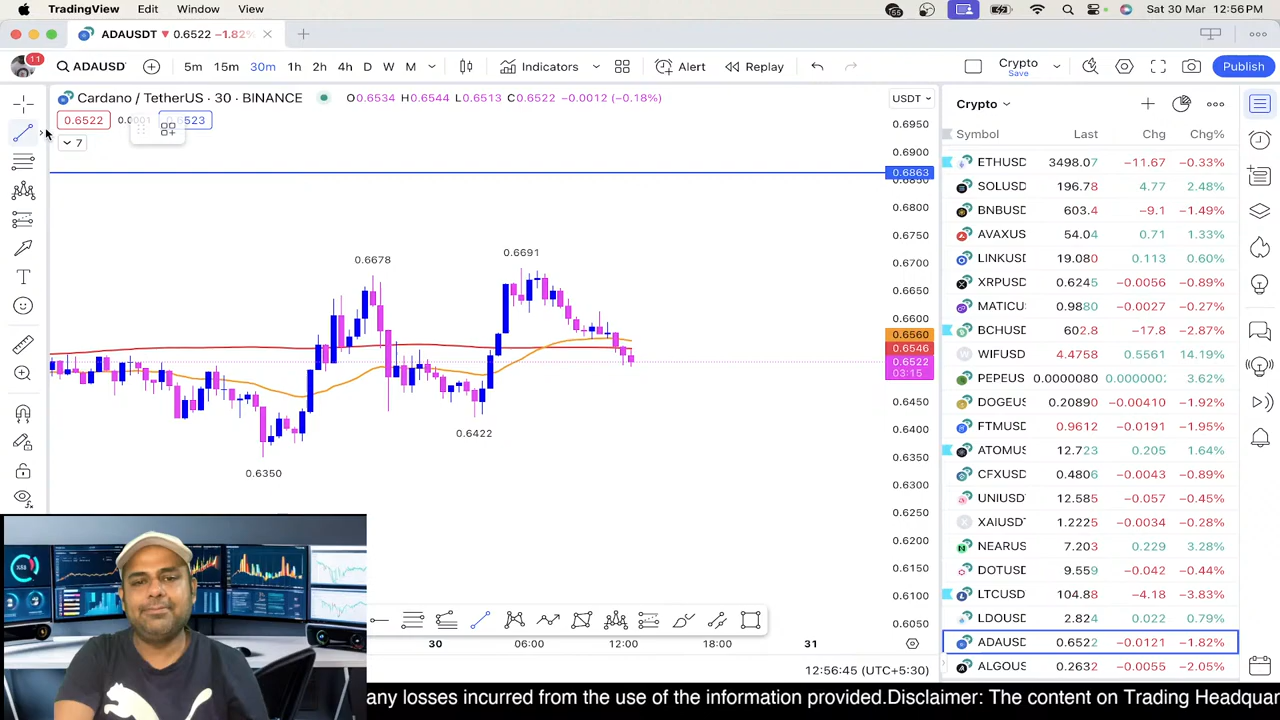 TradingView Edit Window View
Sat 30 Mar 12:56 PM
ADAUSDT 0.6522 −1.82%
11
ADAUSD' 5m 15m 30m 1h 2h 4h D W M Indicators Alert Replay Crypto Save Publish
Cardano / TetherUS · 30 · BINANCE O0.6534 H0.6544 L0.6513 C0.6522 −0.0012 (−0.18%)
USDT
Crypto
0.6522
7
Symbol Last Chg Chg%
ETHUSD 3498.07 −11.67 −0.33%
SOLUSD 196.78 4.77 2.48%
BNBUSD 603.4 −9.1 −1.49%
AVAXUS 54.04 0.71 1.33%
LINKUSD 19.080 0.113 0.60%
XRPUSD 0.6245 −0.0056 −0.89%
MATICU 0.9880 −0.0027 −0.27%
BCHUSD 602.8 −17.8 −2.87%
WIFUSD 4.4758 0.5561 14.19%
PEPEUS 0.0000080 0.000000 3.62%
DOGEUS 0.20890 −0.00410 −1.92%
FTMUSD 0.9612 −0.0191 −1.95%
ATOMUS 12.723 0.205 1.64%
CFXUSD 0.4806 −0.0043 −0.89%
UNIUSD 12.585 −0.057 −0.45%
XAIUSD 1.2225 −0.0034 −0.28%
NEARUS 7.203 0.229 3.28%
DOTUSD 9.559 −0.042 −0.44%
LTCUSD 104.88 −4.18 −3.83%
LDOUSD 2.824 0.022 0.79%
ADAUSD 0.6522 −0.0121 −1.82%
ALGOUS 0.2632 −0.0055 −2.05%
0.6950
0.6900
0.6863
0.6800
0.6750
0.6700
0.6650
0.6600
0.6560
0.6546
0.6522
03:15
0.6450
0.6400
0.6350
0.6300
0.6250
0.6200
0.6150
0.6100
0.6050
0.6678
0.6691
0.6422
0.6350
30 06:00 12:00 18:00 31
12:56:45 (UTC+5:30)
any losses incurred from the use of the information provided.Disclaimer: The content on Trading Headquar